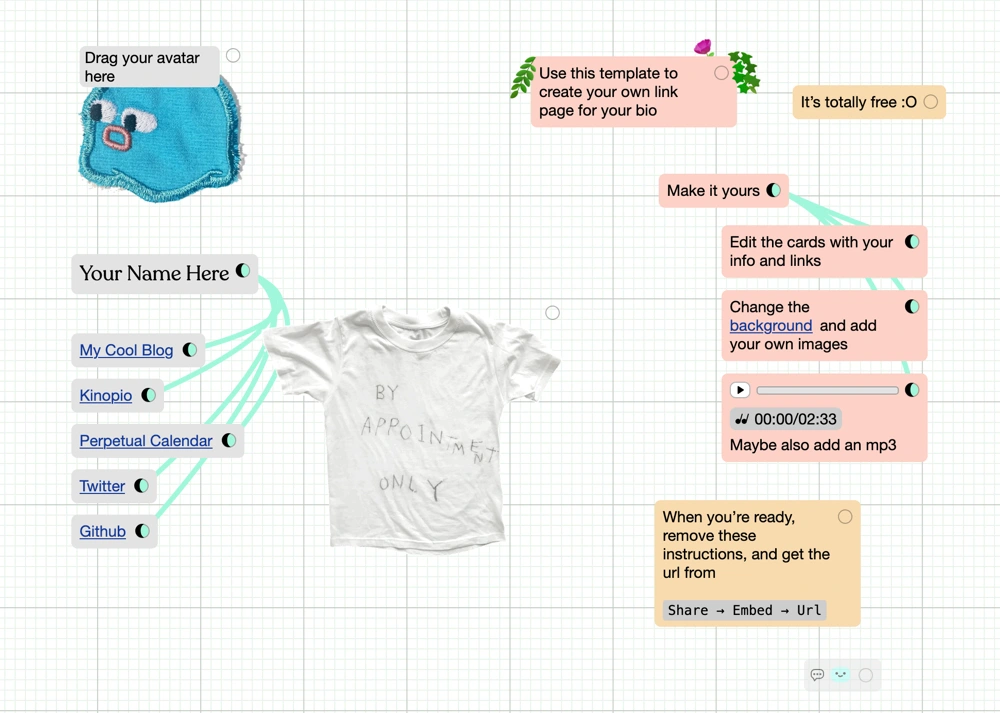 Drag your avatar
here
Use this template to
create your own link
page for your bio
It's totally free :O
Make it yours
Edit the cards with your
info and links
Change the
background and add
your own images
00:00/02:33
Maybe also add an mp3
Your Name Here
My Cool Blog
Kinopio
Perpetual Calendar
Twitter
Github
BY
APPOINTMENT
ONLY
When you're ready,
remove these
instructions, and get the
url from
Share → Embed → Url